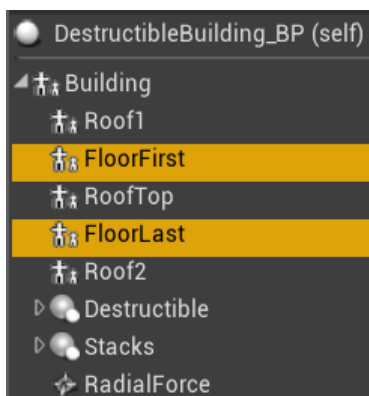 DestructibleBuilding_BP (self)
Building
Roof1
FloorFirst
RoofTop
FloorLast
Roof2
Destructible
Stacks
RadialForce